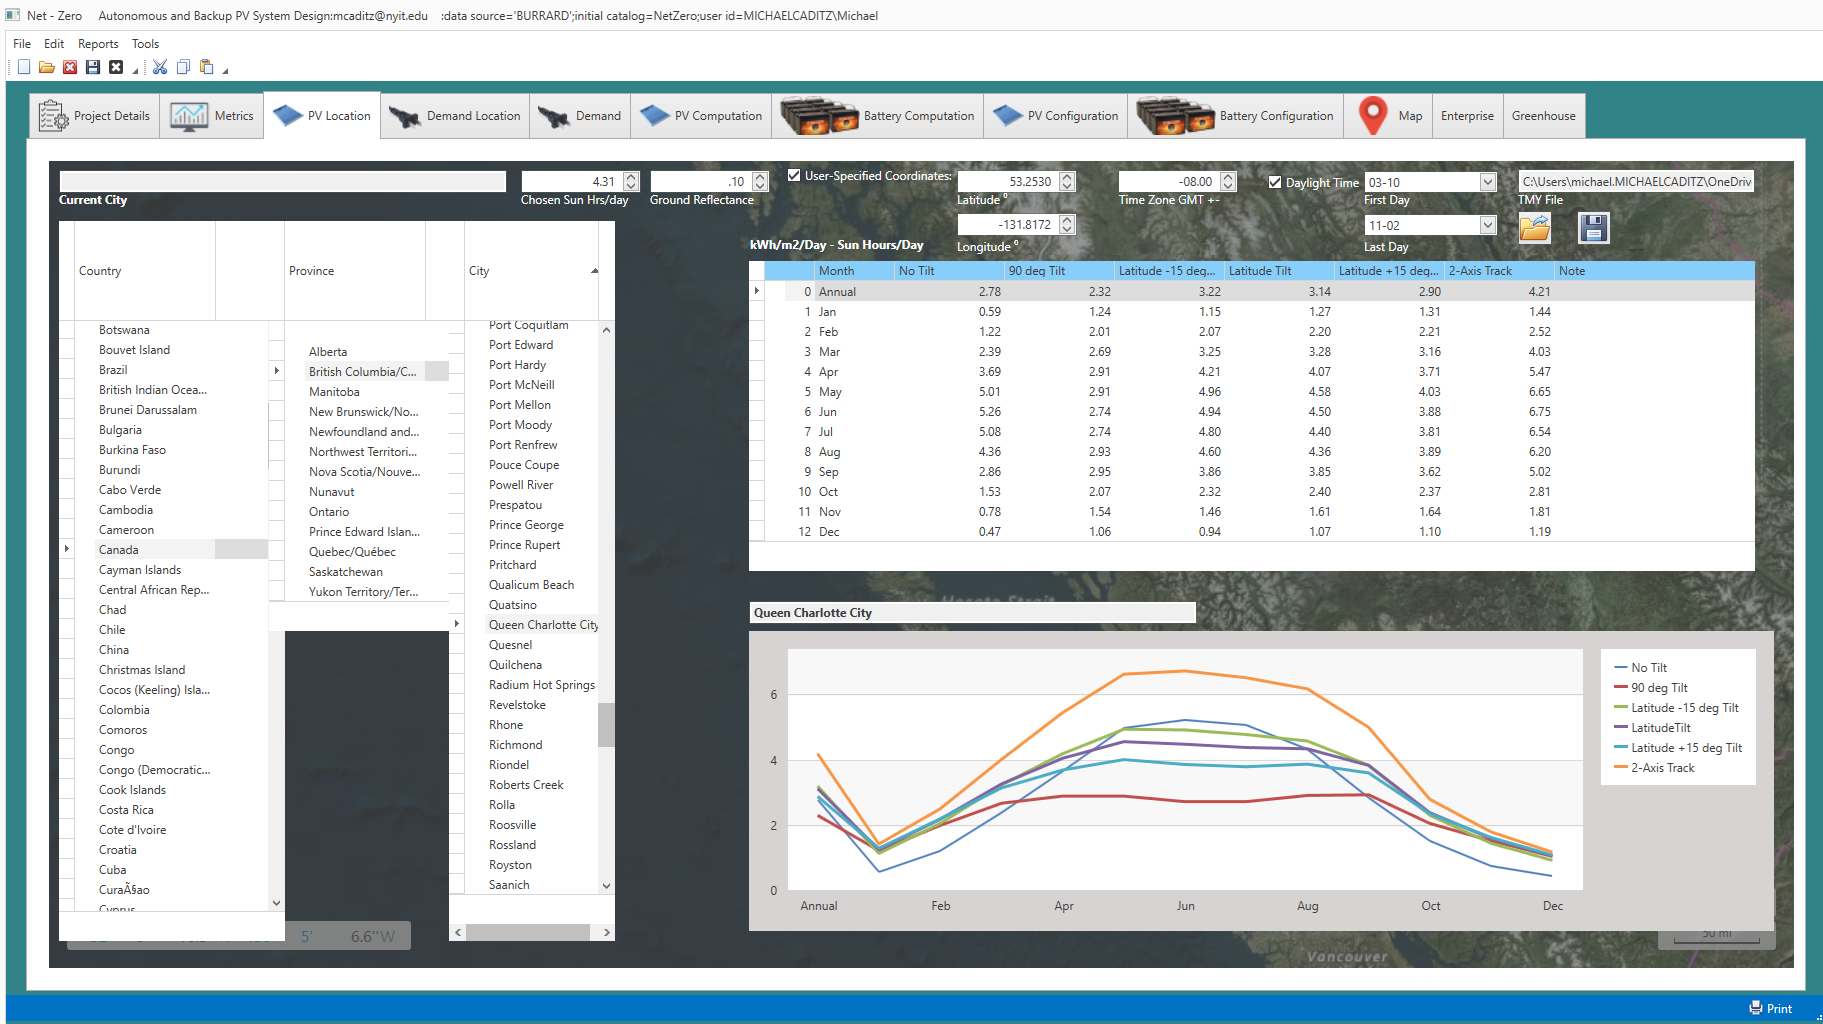 Net - Zero Autonomous and Backup PV System Design:mcaditz@nyit.edu :data source='BURRARD';initial catalog=NetZero;user id=MICHAELCADITZ\Michael
File Edit Reports Tools
Project Details Metrics PV Location Demand Location Demand PV Computation Battery Computation PV Configuration Battery Configuration Map Enterprise Greenhouse
4.31 .10 User-Specified Coordinates: 53.2530 -08.00 Daylight Time 03-10 C:\Users\michael.MICHAELCADITZ\OneDriv
Current City Chosen Sun Hrs/day Ground Reflectance Latitude º Time Zone GMT +- First Day TMY File
-131.8172 11-02
Longitude º Last Day
kWh/m2/Day - Sun Hours/Day
Country Province City
Botswana
Bouvet Island
Brazil
British Indian Ocea...
Brunei Darussalam
Bulgaria
Burkina Faso
Burundi
Cabo Verde
Cambodia
Cameroon
Canada
Cayman Islands
Central African Rep...
Chad
Chile
China
Christmas Island
Cocos (Keeling) Isla...
Colombia
Comoros
Congo
Congo (Democratic...
Cook Islands
Costa Rica
Cote d'Ivoire
Croatia
Cuba
CuraÃ§ao
Cyprus
Alberta
British Columbia/C...
Manitoba
New Brunswick/No...
Newfoundland and...
Northwest Territori...
Nova Scotia/Nouve...
Nunavut
Ontario
Prince Edward Islan...
Quebec/Québec
Saskatchewan
Yukon Territory/Ter...
Port Coquitlam
Port Edward
Port Hardy
Port McNeill
Port Mellon
Port Moody
Port Renfrew
Pouce Coupe
Powell River
Prespatou
Prince George
Prince Rupert
Pritchard
Qualicum Beach
Quatsino
Queen Charlotte City
Quesnel
Quilchena
Radium Hot Springs
Revelstoke
Rhone
Richmond
Riondel
Roberts Creek
Rolla
Roosville
Rossland
Royston
Saanich
Month No Tilt 90 deg Tilt Latitude -15 deg... Latitude Tilt Latitude +15 deg... 2-Axis Track Note
0 Annual 2.78 2.32 3.22 3.14 2.90 4.21
1 Jan 0.59 1.24 1.15 1.27 1.31 1.44
2 Feb 1.22 2.01 2.07 2.20 2.21 2.52
3 Mar 2.39 2.69 3.25 3.28 3.16 4.03
4 Apr 3.69 2.91 4.21 4.07 3.71 5.47
5 May 5.01 2.91 4.96 4.58 4.03 6.65
6 Jun 5.26 2.74 4.94 4.50 3.88 6.75
7 Jul 5.08 2.74 4.80 4.40 3.81 6.54
8 Aug 4.36 2.93 4.60 4.36 3.89 6.20
9 Sep 2.86 2.95 3.86 3.85 3.62 5.02
10 Oct 1.53 2.07 2.32 2.40 2.37 2.81
11 Nov 0.78 1.54 1.46 1.61 1.64 1.81
12 Dec 0.47 1.06 0.94 1.07 1.10 1.19
Queen Charlotte City
6
4
2
0
Annual Feb Apr Jun Aug Oct Dec
No Tilt
90 deg Tilt
Latitude -15 deg Tilt
LatitudeTilt
Latitude +15 deg Tilt
2-Axis Track
5' 6.6"W
50 mi
Vancouver
Print